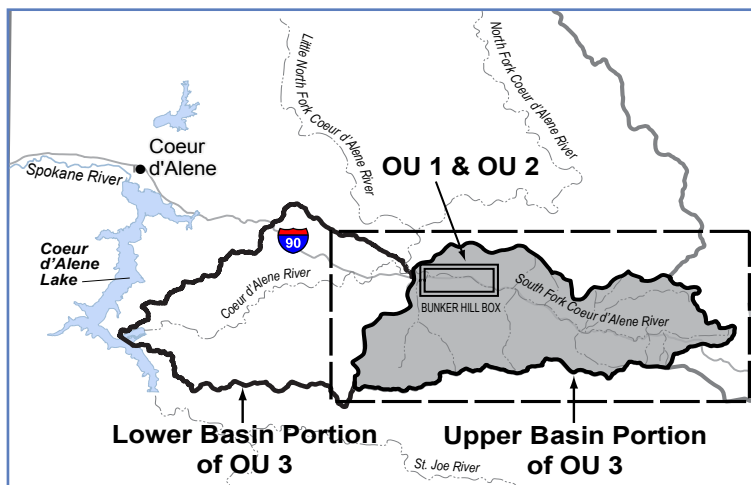 Little North Fork Coeur d'Alene River
North Fork Coeur d'Alene River
Coeur
d'Alene
Spokane River
OU 1 & OU 2
Coeur
d'Alene
Lake
90
Coeur d'Alene River
South Fork Coeur d'Alene River
BUNKER HILL BOX
Lower Basin Portion
of OU 3
Upper Basin Portion
of OU 3
St. Joe River